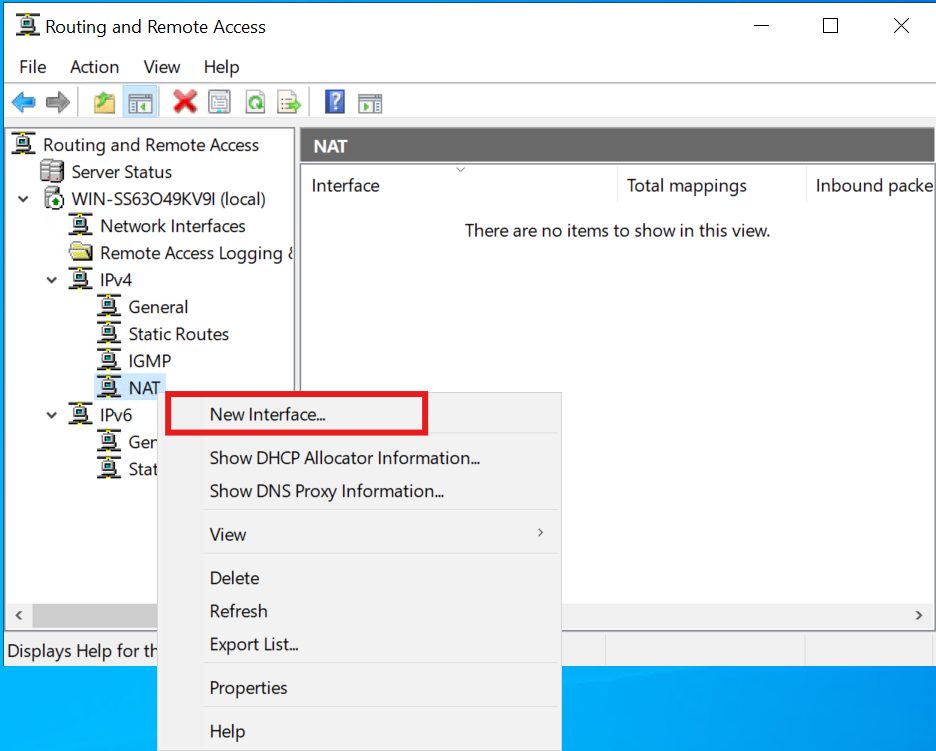 Routing and Remote Access
File Action View Help
Routing and Remote Access
Server Status
WIN-SS63O49KV9I (local)
Network Interfaces
Remote Access Logging &
IPv4
General
Static Routes
IGMP
NAT
IPv6
Gen
Stat
NAT
Interface Total mappings Inbound packe
There are no items to show in this view.
New Interface...
Show DHCP Allocator Information...
Show DNS Proxy Information...
View
Delete
Refresh
Export List...
Properties
Help
Displays Help for th